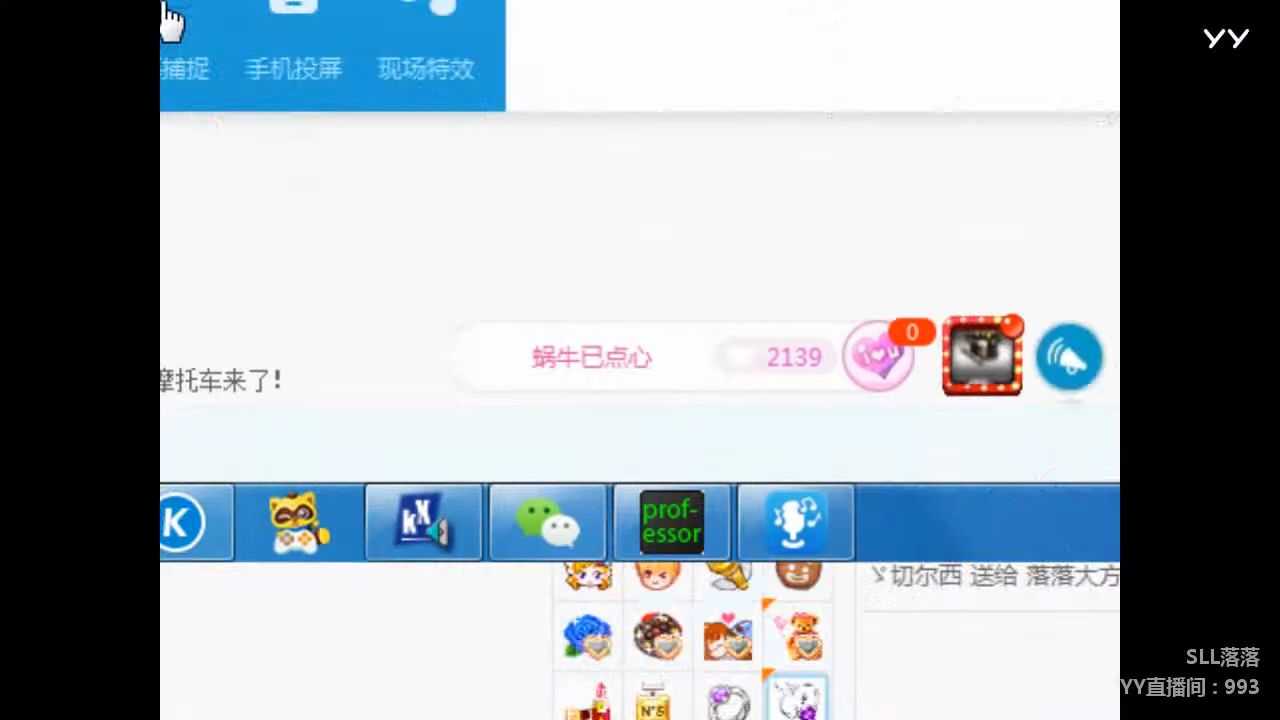 YY
捕捉 手机投屏 现场特效
蜗牛已点心 2139 i u 0
摩托车来了!
K kX prof-
essor
切尔西 送给 落落大方
N°5
SLL落落
YY直播间:993